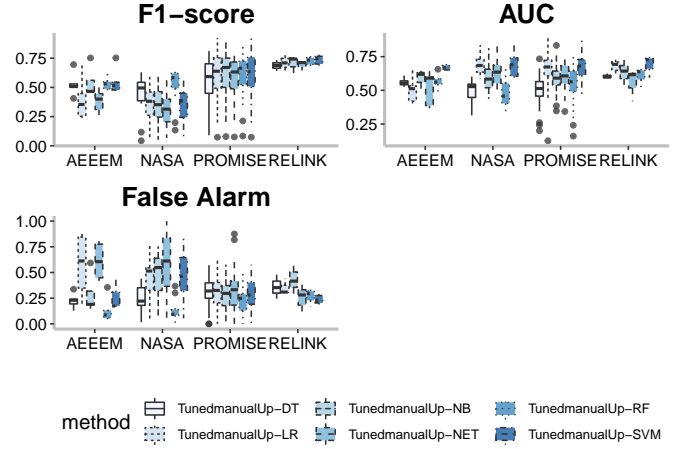 F1−score
0.75
0.50
0.25
0.00
AEEEM NASA PROMISE RELINK
AUC
0.75
0.50
0.25
AEEEM NASA PROMISE RELINK
False Alarm
1.00
0.75
0.50
0.25
0.00
AEEEM NASA PROMISE RELINK
method
TunedmanualUp−DT TunedmanualUp−NB TunedmanualUp−RF
TunedmanualUp−LR TunedmanualUp−NET TunedmanualUp−SVM